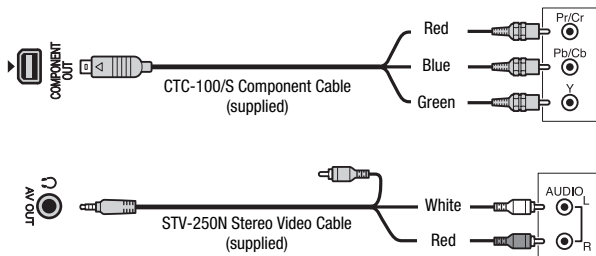 COMPONENT
OUT
CTC-100/S Component Cable
(supplied)
Red
Blue
Green
Pr/Cr
Pb/Cb
Y
AV OUT
STV-250N Stereo Video Cable
(supplied)
White
Red
AUDIO
L
R